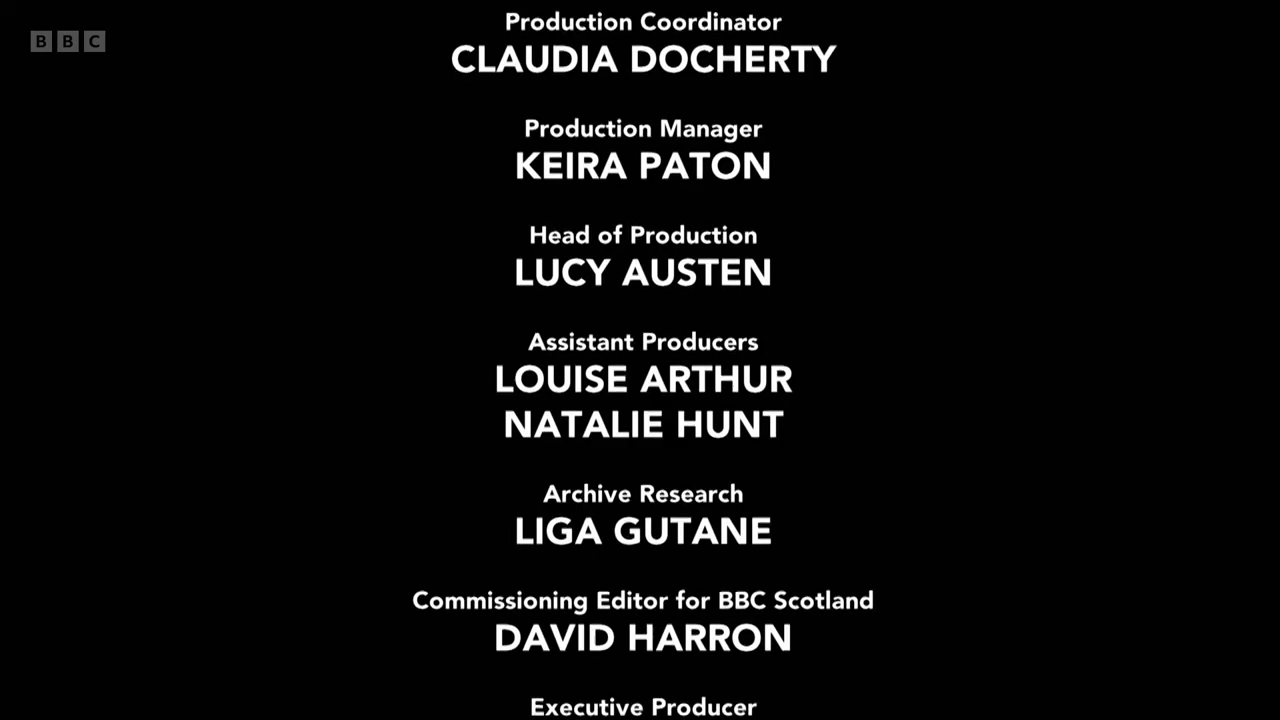 BBC
Production Coordinator
CLAUDIA DOCHERTY
Production Manager
KEIRA PATON
Head of Production
LUCY AUSTEN
Assistant Producers
LOUISE ARTHUR
NATALIE HUNT
Archive Research
LIGA GUTANE
Commissioning Editor for BBC Scotland
DAVID HARRON
Executive Producer